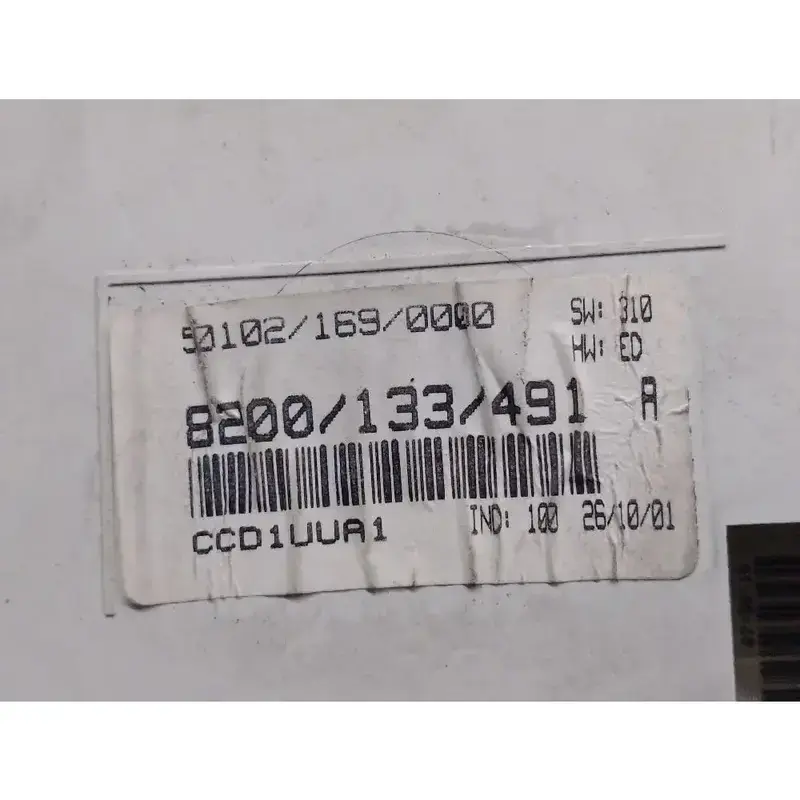 50102/169/0000
SW: 310
HW: ED
8200/133/491 A
CCD1UUA1
IND: 100 26/10/01